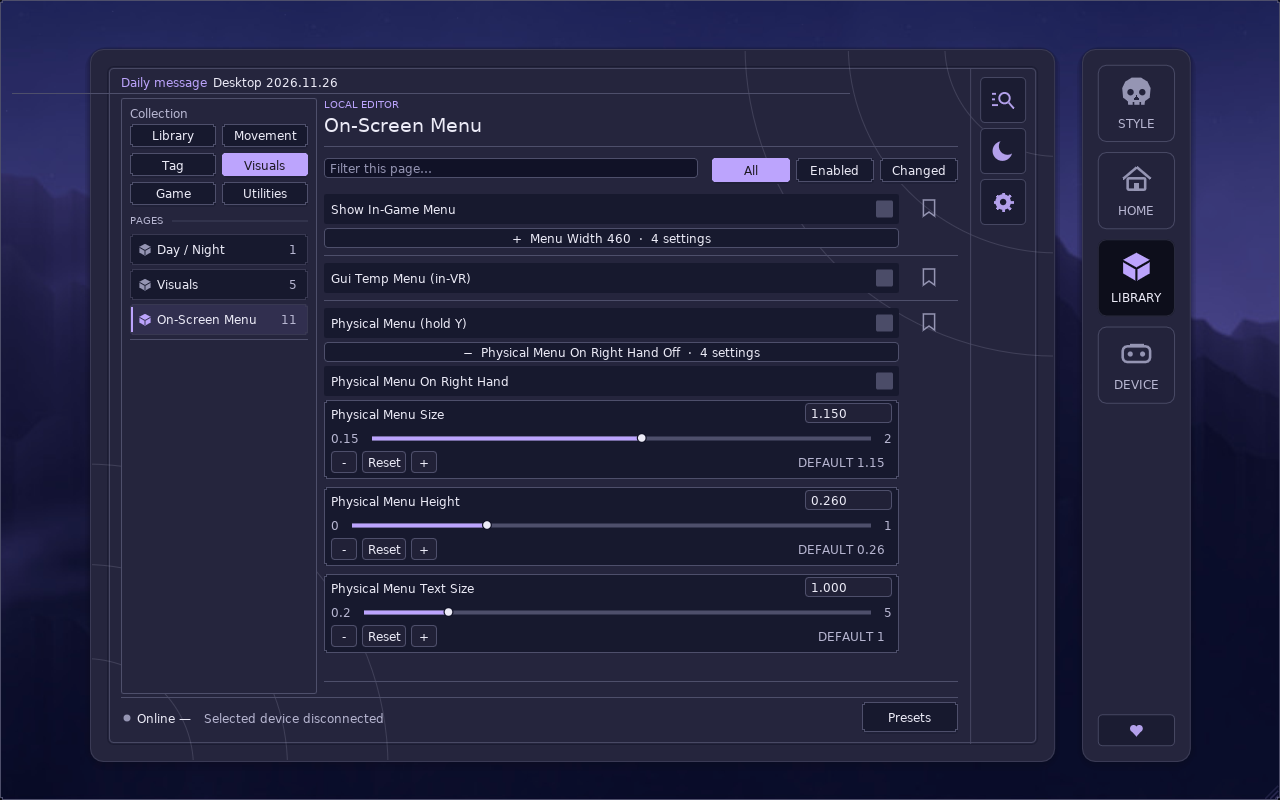 Daily message Desktop 2026.11.26
Collection
Library Movement
Tag Visuals
Game Utilities
PAGES
Day / Night 1
Visuals 5
On-Screen Menu 11
LOCAL EDITOR
On-Screen Menu
Filter this page... All Enabled Changed
Show In-Game Menu
+ Menu Width 460 · 4 settings
Gui Temp Menu (in-VR)
Physical Menu (hold Y)
− Physical Menu On Right Hand Off · 4 settings
Physical Menu On Right Hand
Physical Menu Size 1.150
0.15 2
- Reset + DEFAULT 1.15
Physical Menu Height 0.260
0 1
- Reset + DEFAULT 0.26
Physical Menu Text Size 1.000
0.2 5
- Reset + DEFAULT 1
Online — Selected device disconnected
Presets
STYLE
HOME
LIBRARY
DEVICE